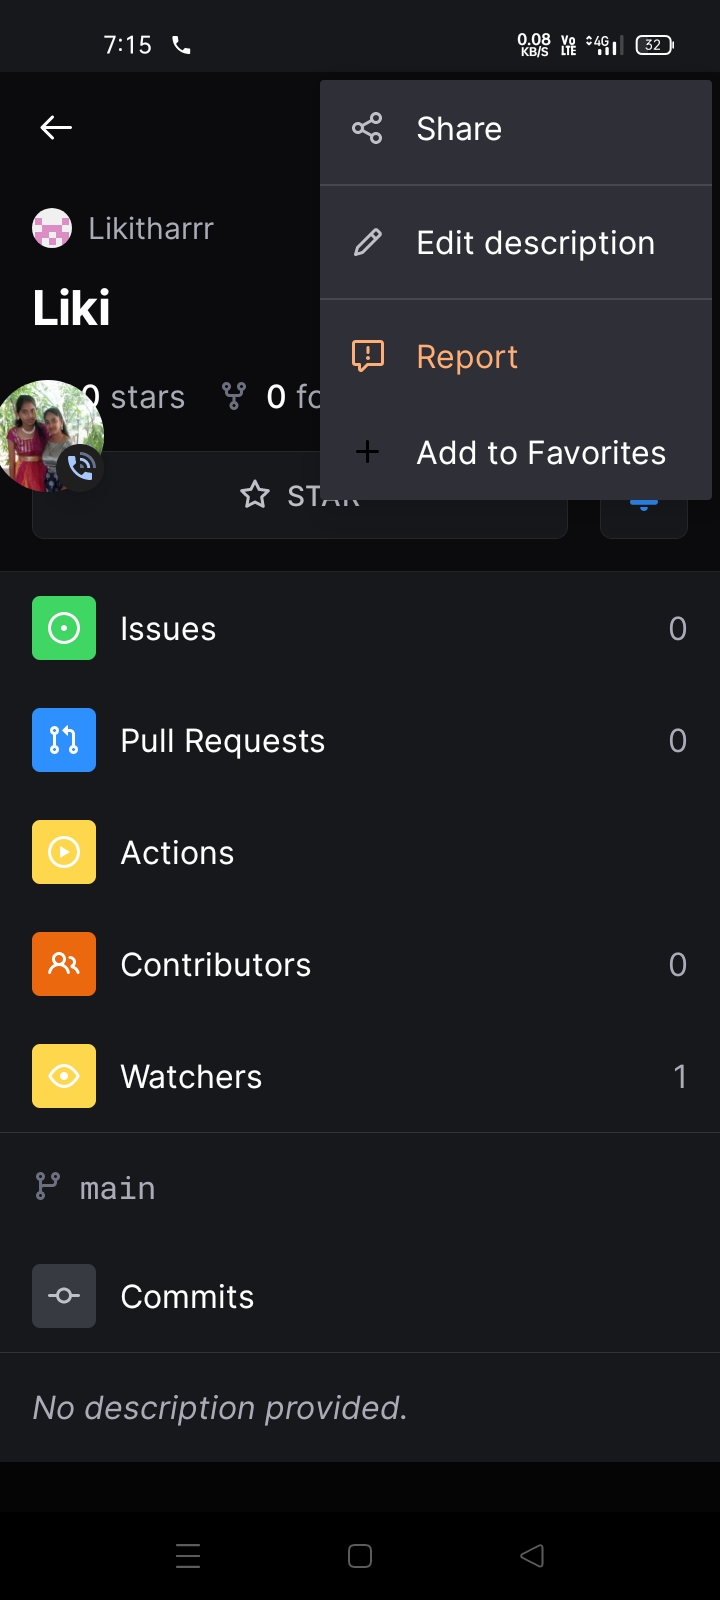 7:15
0.08 KB/S Vo LTE 4G 32
Share
Likitharrr
Edit description
Liki
Report
0 stars 0 fo
Add to Favorites
STAR
Issues 0
Pull Requests 0
Actions
Contributors 0
Watchers 1
main
Commits
No description provided.